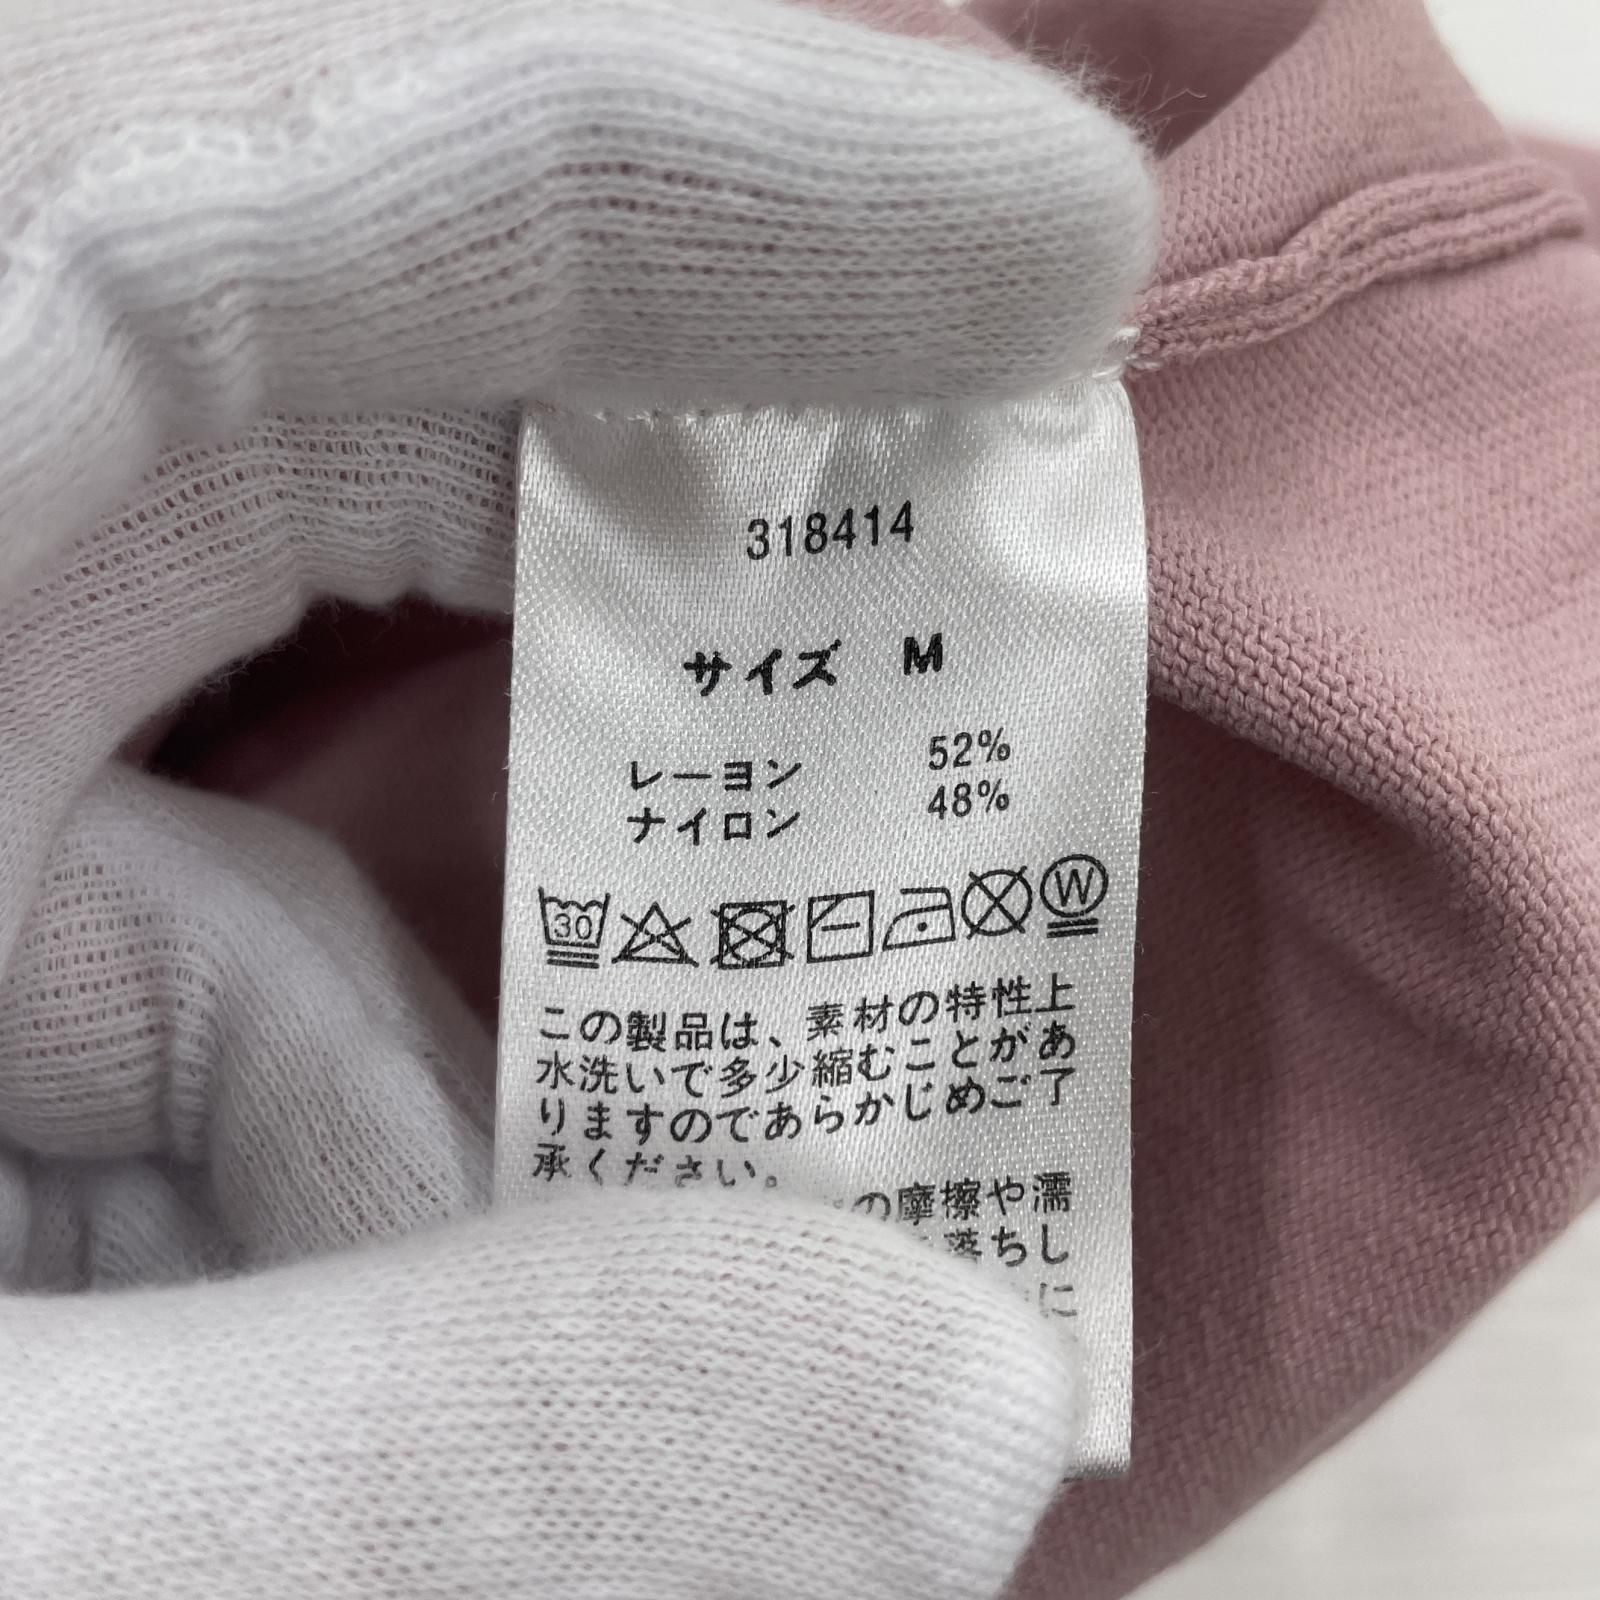 318414
サイズ M
レーヨン 52%
ナイロン 48%
30 W
この製品は、素材の特性上
水洗いで多少縮むことがあ
りますのであらかじめご了
承ください。
の摩擦や濡
落ちし
に